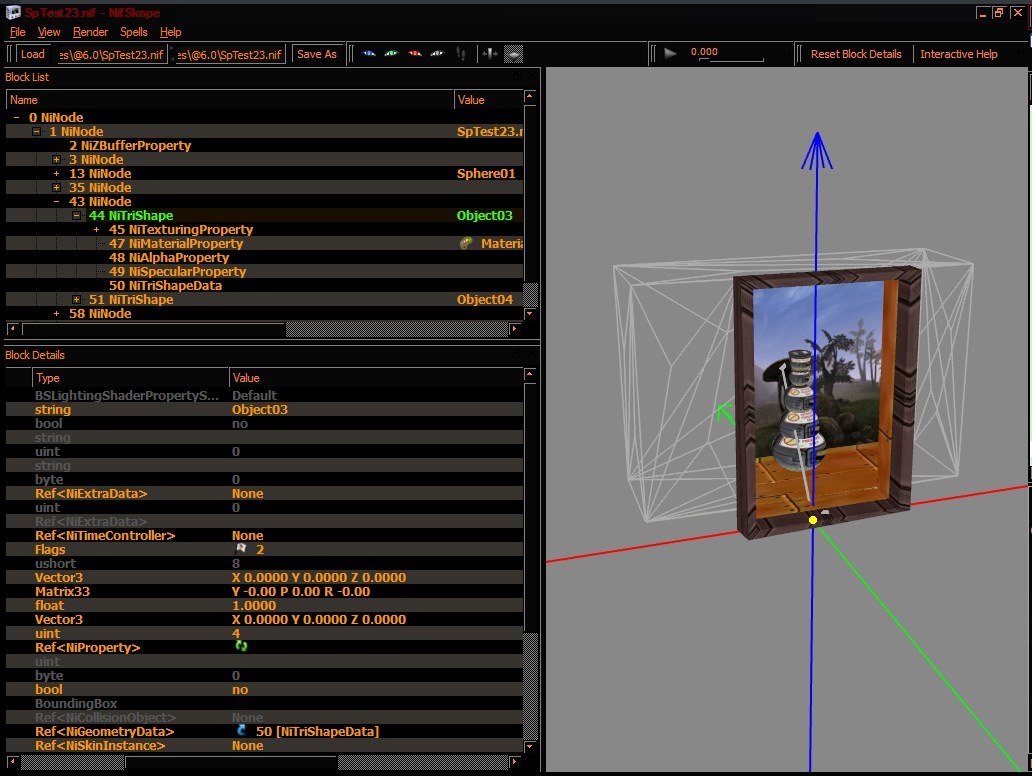 SpTest23.nif - NifSkope
File View Render Spells Help
Load es\@6.0\SpTest23.nif es\@6.0\SpTest23.nif Save As 0.000 Reset Block Details Interactive Help
Block List
Name Value
0 NiNode
1 NiNode SpTest23.n
2 NiZBufferProperty
3 NiNode
13 NiNode Sphere01
35 NiNode
43 NiNode
44 NiTriShape Object03
45 NiTexturingProperty
47 NiMaterialProperty Materia
48 NiAlphaProperty
49 NiSpecularProperty
50 NiTriShapeData
51 NiTriShape Object04
58 NiNode
Block Details
Type Value
BSLightingShaderPropertyS... Default
string Object03
bool no
string
uint 0
string
byte 0
Ref<NiExtraData> None
uint 0
Ref<NiExtraData>
Ref<NiTimeController> None
Flags 2
ushort 8
Vector3 X 0.0000 Y 0.0000 Z 0.0000
Matrix33 Y -0.00 P 0.00 R -0.00
float 1.0000
Vector3 X 0.0000 Y 0.0000 Z 0.0000
uint 4
Ref<NiProperty>
uint
byte 0
bool no
BoundingBox
Ref<NiCollisionObject> None
Ref<NiGeometryData> 50 [NiTriShapeData]
Ref<NiSkinInstance> None